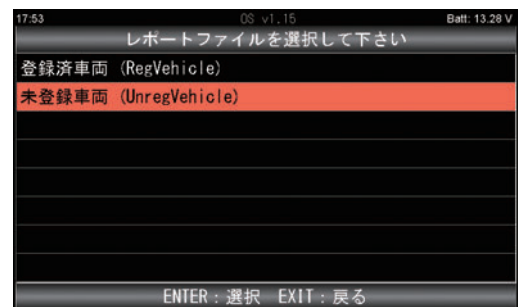 17:53 OS v1.15 Batt: 13.28 V
レポートファイルを選択して下さい
登録済車両 (RegVehicle)
未登録車両 (UnregVehicle)
ENTER：選択 EXIT：戻る